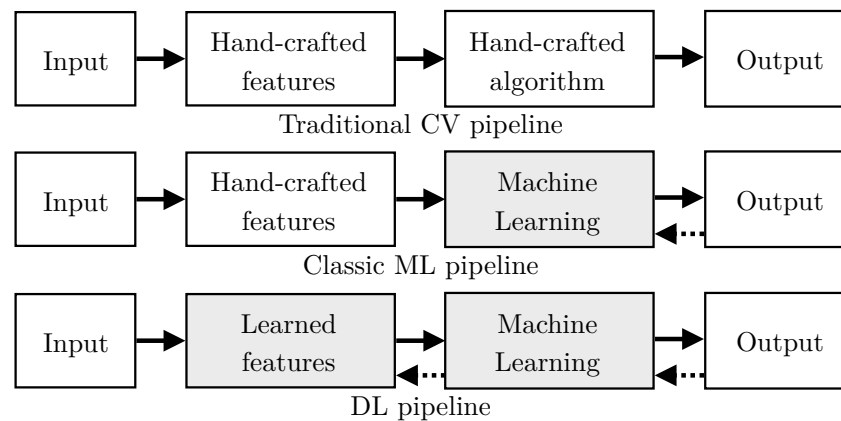 Input
Hand-crafted
features
Hand-crafted
algorithm
Output
Traditional CV pipeline
Input
Hand-crafted
features
Machine
Learning
Output
Classic ML pipeline
Input
Learned
features
Machine
Learning
Output
DL pipeline